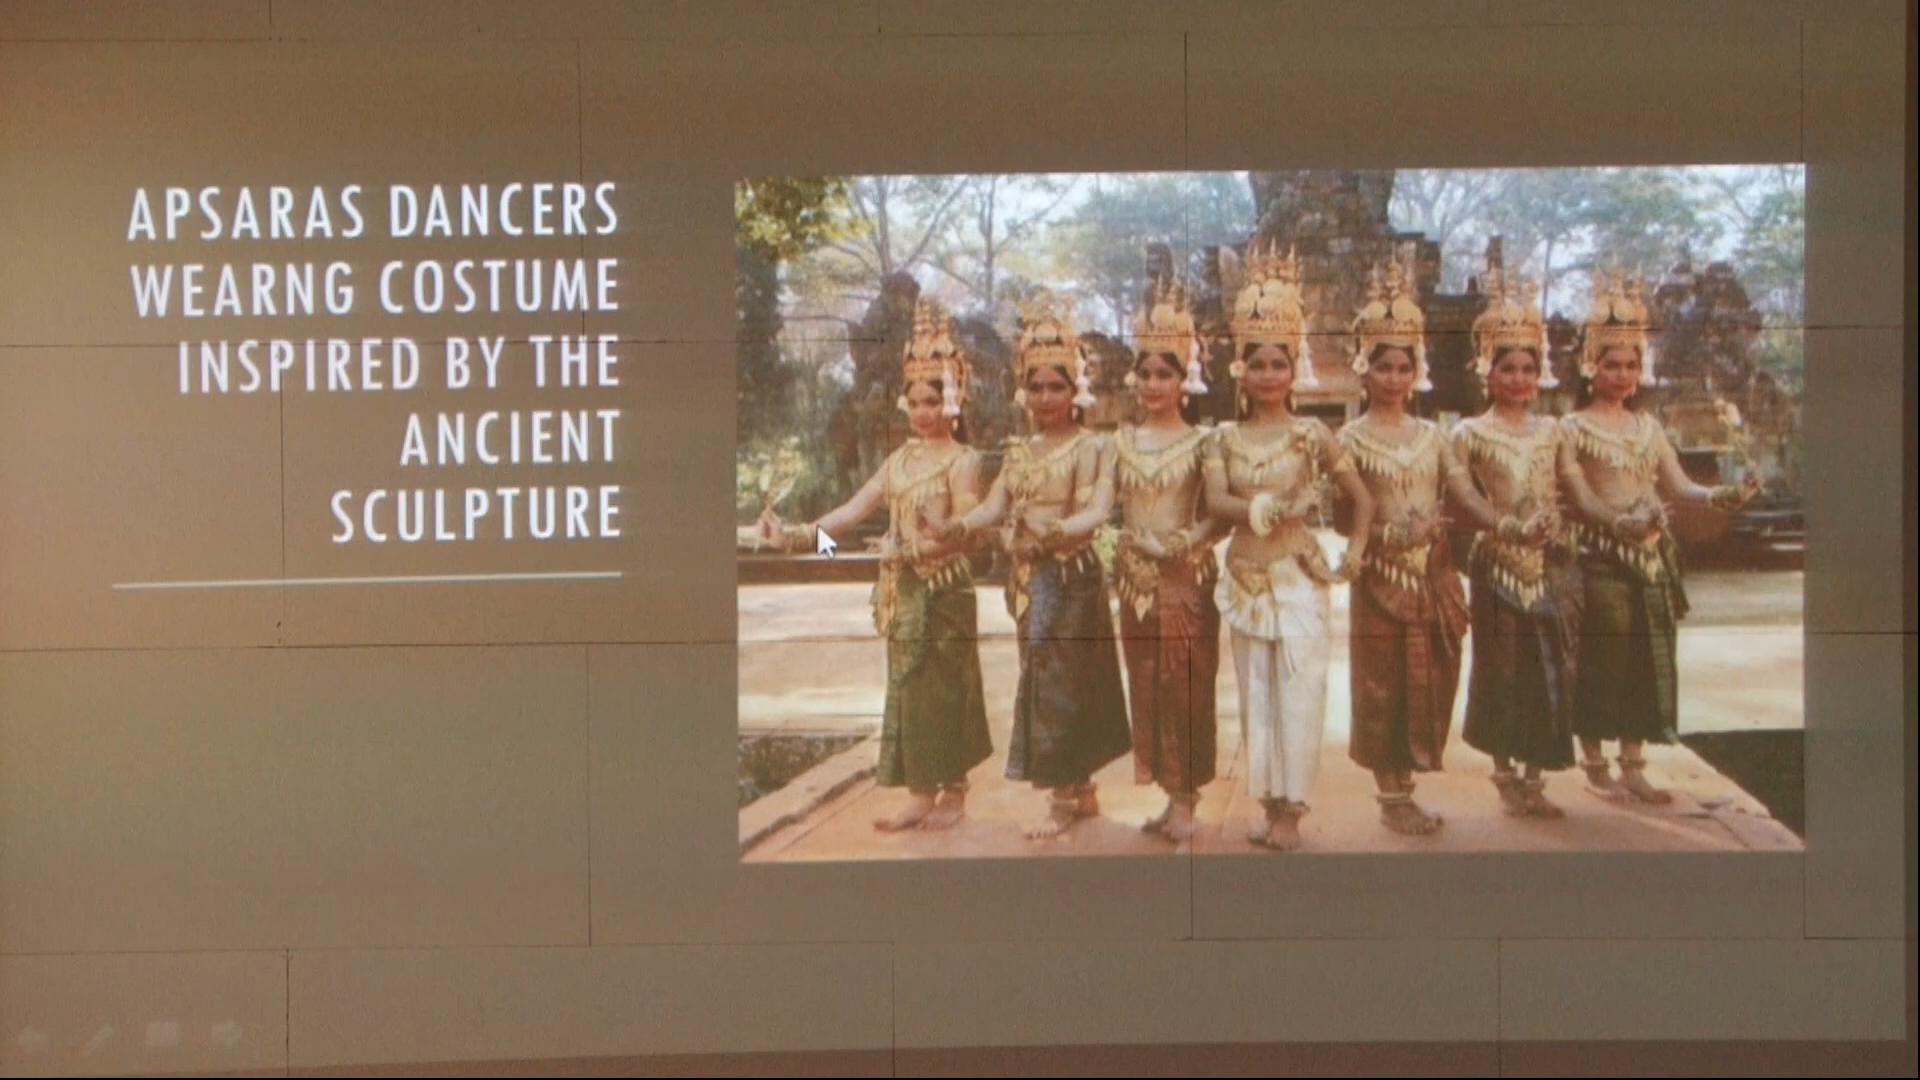 APSARAS DANCERS
WEARNG COSTUME
INSPIRED BY THE
ANCIENT
SCULPTURE